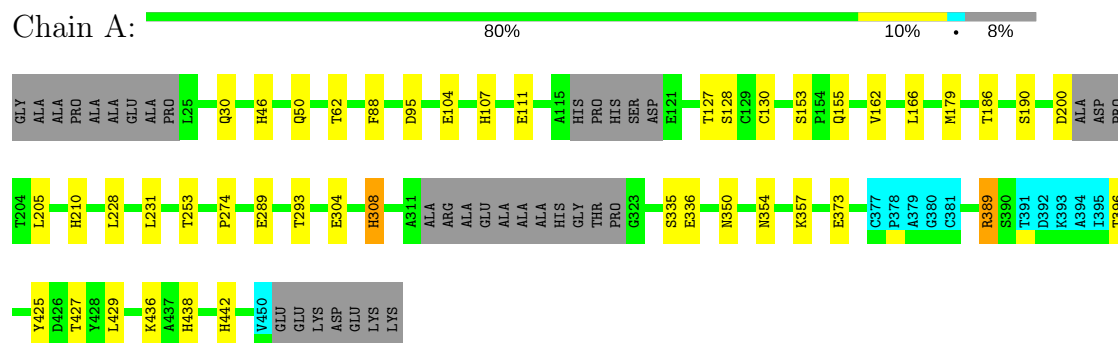 Chain A:
80% 10% • 8%
GLY ALA ALA PRO ALA ALA GLU ALA PRO L25 Q30 H46 Q50 T62 F88 D95 E104 H107 E111 A115 HIS PRO HIS SER ASP E121 T127 S128 C129 C130 S153 P154 Q155 V162 L166 M179 T186 S190 D200 ALA ASP PRO
T204 L205 H210 L228 L231 T253 P274 E289 T293 E304 H308 A311 ALA ARG ALA GLU ALA ALA ALA HIS GLY THR PRO G323 S335 E336 N350 N354 K357 E373 C377 P378 A379 G380 C381 R389 S390 T391 D392 K393 A394 I395 T396
Y425 D426 T427 Y428 L429 K436 A437 H438 H442 V450 GLU GLU LYS ASP GLU LYS LYS